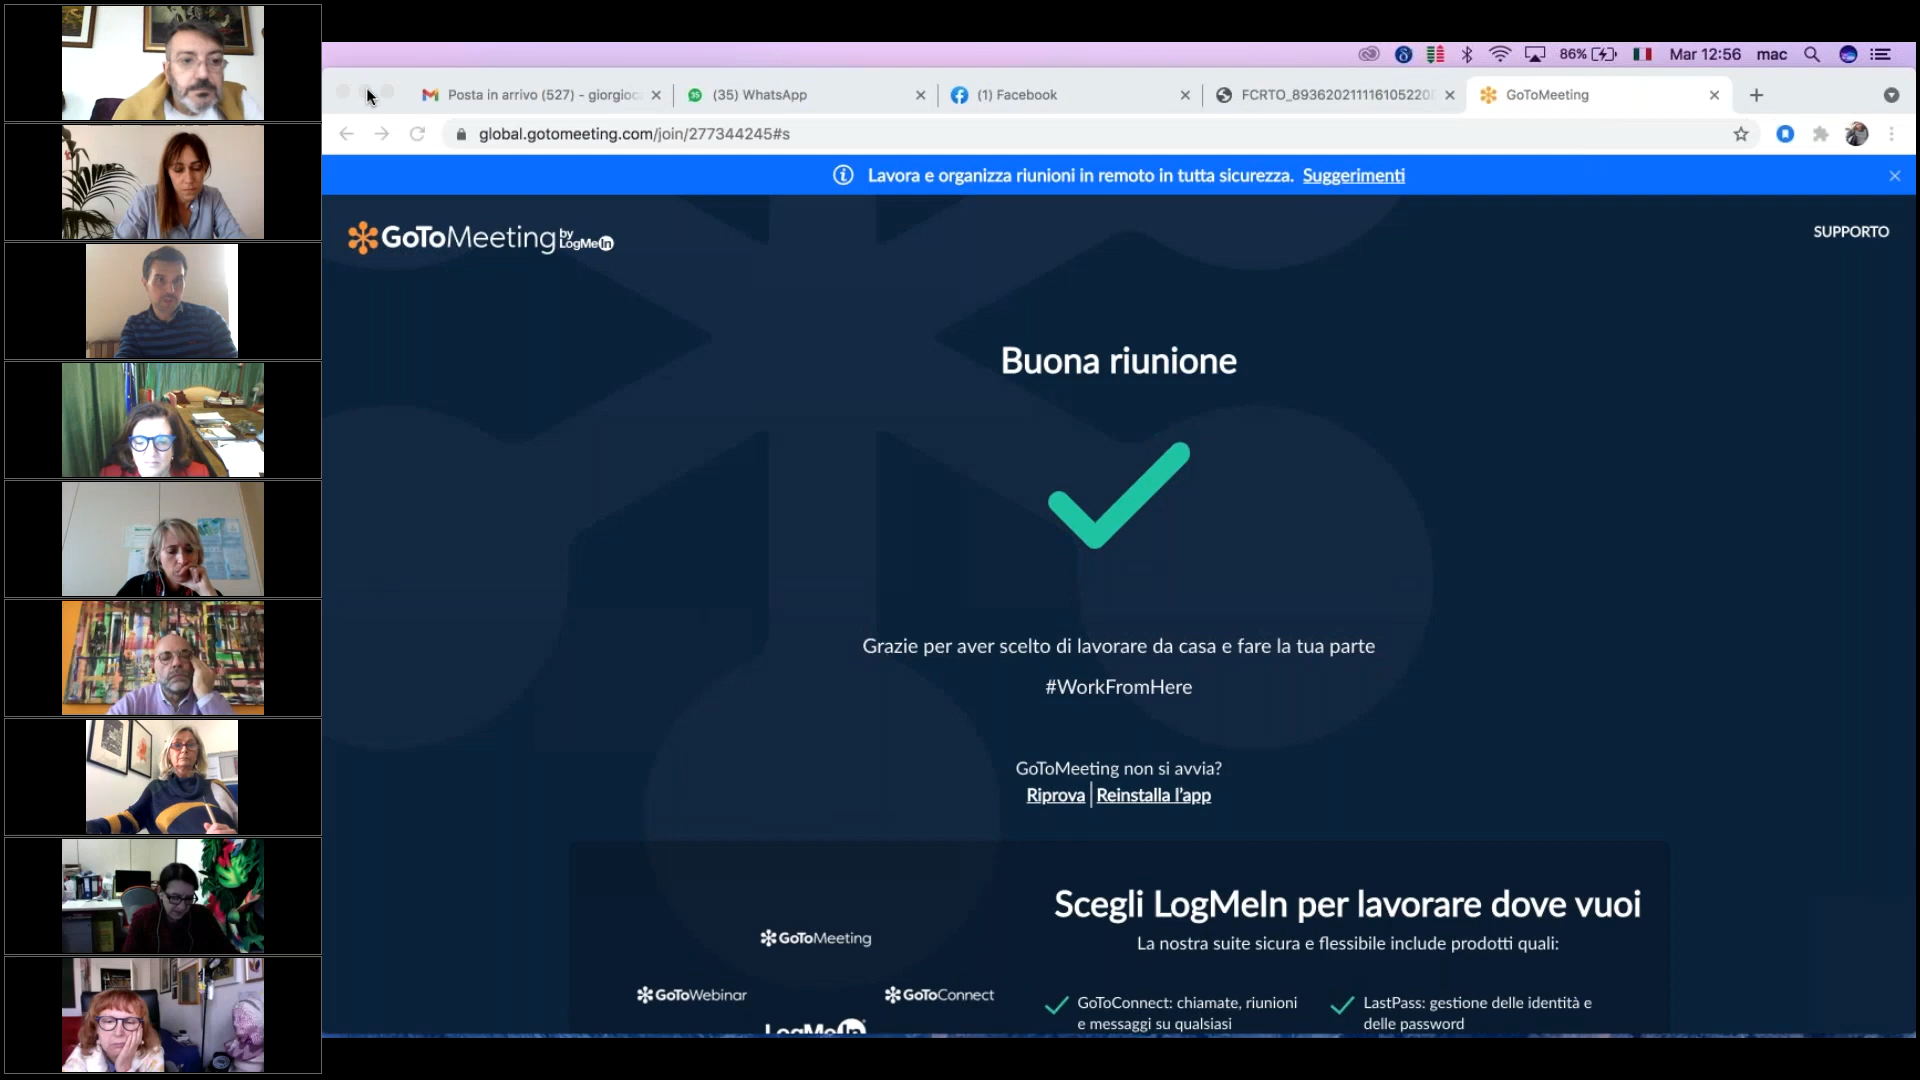 86%
Mar 12:56
mac
Posta in arrivo (527) - giorgioc
(35) WhatsApp
(1) Facebook
FCRTO_893620211116105220
GoToMeeting
global.gotomeeting.com/join/277344245#s
Lavora e organizza riunioni in remoto in tutta sicurezza. Suggerimenti
GoToMeeting by LogMeIn
SUPPORTO
Buona riunione
Grazie per aver scelto di lavorare da casa e fare la tua parte
#WorkFromHere
GoToMeeting non si avvia?
Riprova | Reinstalla l'app
Scegli LogMeIn per lavorare dove vuoi
La nostra suite sicura e flessibile include prodotti quali:
GoToMeeting
GoToWebinar
GoToConnect
LogMeIn
GoToConnect: chiamate, riunioni
e messaggi su qualsiasi
LastPass: gestione delle identità e
delle password